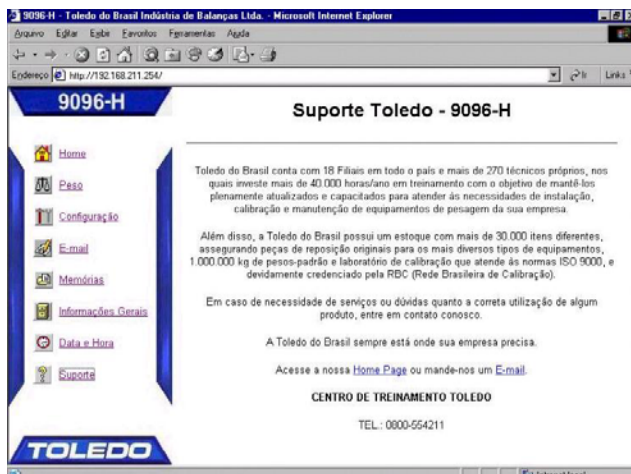 9096-H - Toledo do Brasil Indústria de Balanças Ltda. - Microsoft Internet Explorer
Arquivo Editar Exibir Favoritos Ferramentas Ajuda
Endereço http://192.168.211.254/ Ir Links
9096-H
Suporte Toledo - 9096-H
Home
Peso
Configuração
E-mail
Memórias
Informações Gerais
Data e Hora
Suporte
TOLEDO
Toledo do Brasil conta com 18 Filiais em todo o país e mais de 270 técnicos próprios, nos
quais investe mais de 40.000 horas/ano em treinamento com o objetivo de mantê-los
plenamente atualizados e capacitados para atender às necessidades de instalação,
calibração e manutenção de equipamentos de pesagem da sua empresa.
Além disso, a Toledo do Brasil possui um estoque com mais de 30.000 itens diferentes,
assegurando peças de reposição originais para os mais diversos tipos de equipamentos,
1.000.000 kg de pesos-padrão e laboratório de calibração que atende às normas ISO 9000, e
devidamente credenciado pela RBC (Rede Brasileira de Calibração).
Em caso de necessidade de serviços ou dúvidas quanto a correta utilização de algum
produto, entre em contato conosco.
A Toledo do Brasil sempre está onde sua empresa precisa.
Acesse a nossa Home Page ou mande-nos um E-mail.
CENTRO DE TREINAMENTO TOLEDO
TEL.: 0800-554211